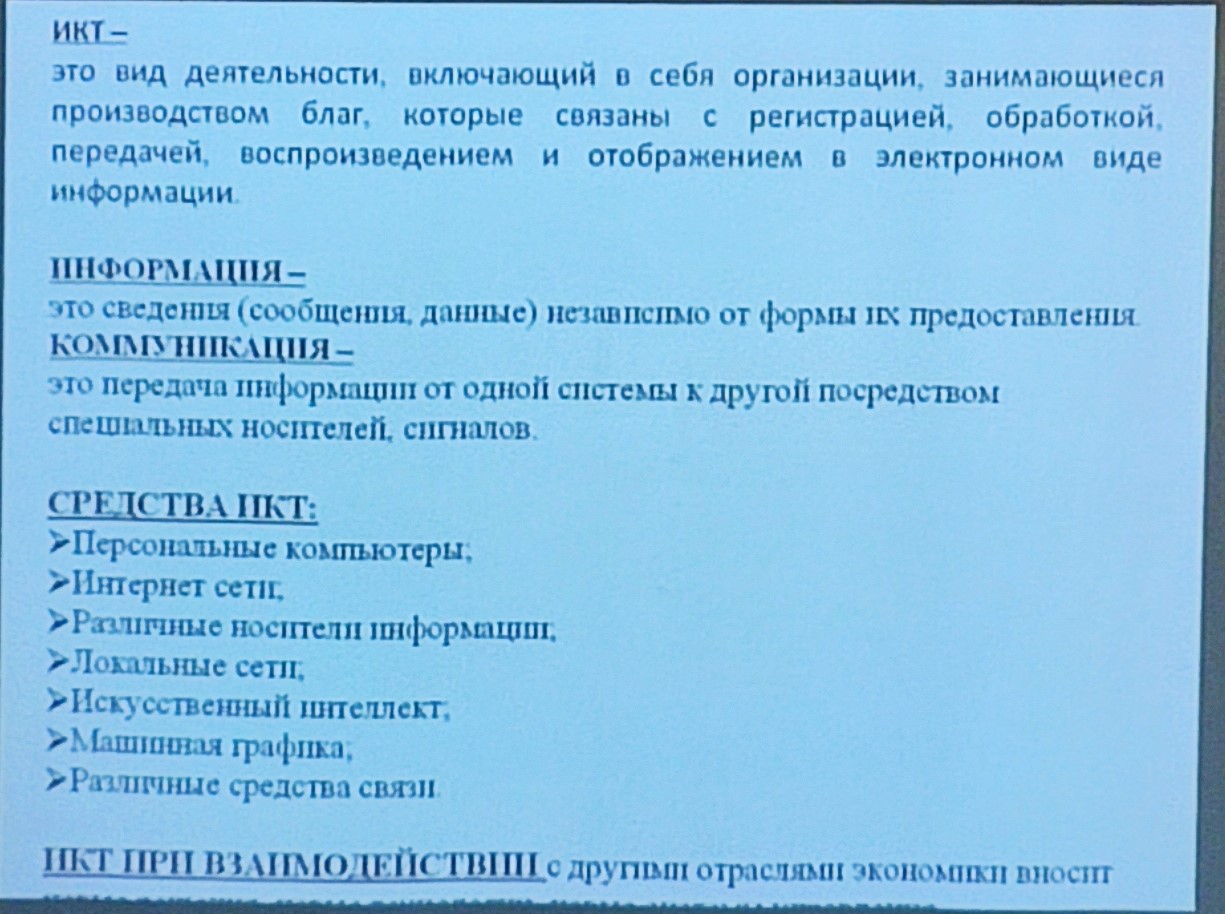 ИКТ –
это вид деятельности, включающий в себя организации, занимающиеся
производством благ, которые связаны с регистрацией, обработкой,
передачей, воспроизведением и отображением в электронном виде
информации.
ИНФОРМАЦИЯ –
это сведения (сообщения, данные) независимо от формы их предоставления.
КОММУНИКАЦИЯ –
это передача информации от одной системы к другой посредством
специальных носителей, сигналов.
СРЕДСТВА ИКТ:
➢Персональные компьютеры;
➢Интернет сети;
➢Различные носители информации;
➢Локальные сети;
➢Искусственный интеллект;
➢Машинная графика;
➢Различные средства связи.
ИКТ ПРИ ВЗАИМОДЕЙСТВИИ с другими отраслями экономики вносит